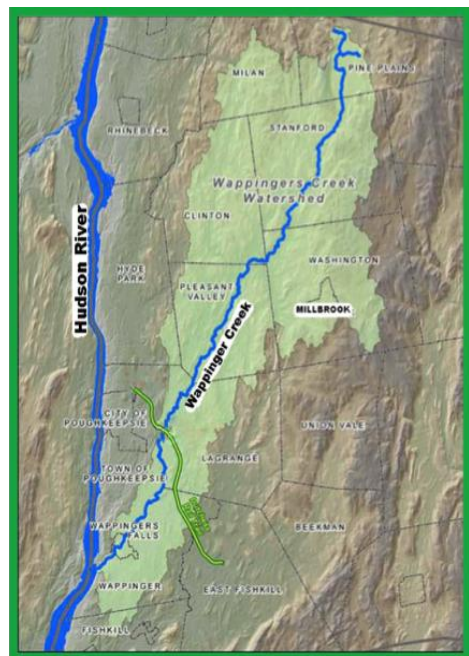 PINE PLAINS
MILAN
STANFORD
RHINEBECK
Wappingers Creek
Watershed
CLINTON
WASHINGTON
HYDE
PARK
PLEASANT
VALLEY
MILLBROOK
Hudson River
Wappinger Creek
CITY OF
POUGHKEEPSIE
UNION VALE
TOWN OF
POUGHKEEPSIE
LAGRANGE
WAPPINGERS
FALLS
BEEKMAN
WAPPINGER
EAST FISHKILL
FISHKILL